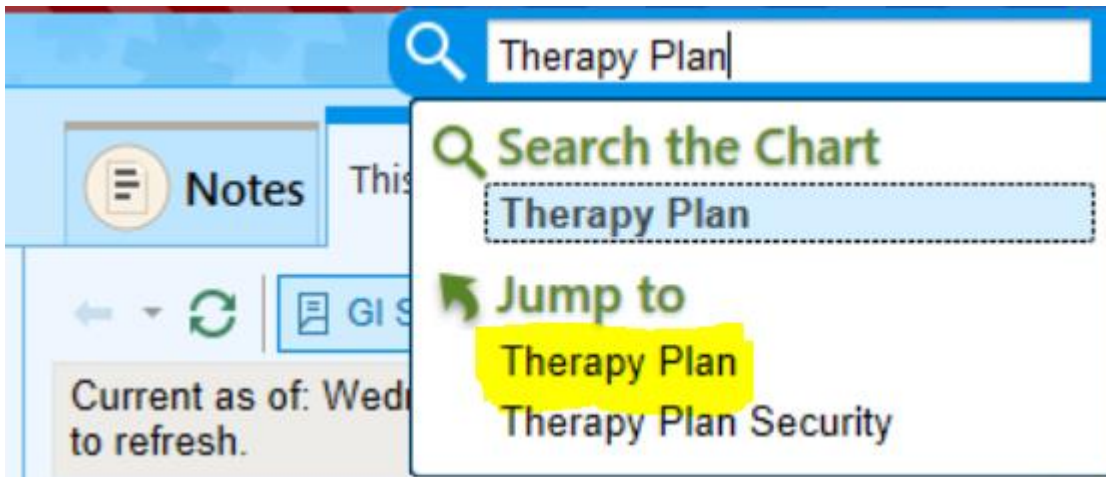 Therapy Plan
Search the Chart
Notes This
Therapy Plan
Jump to
GI S
Therapy Plan
Current as of: Wedn
Therapy Plan Security
to refresh.